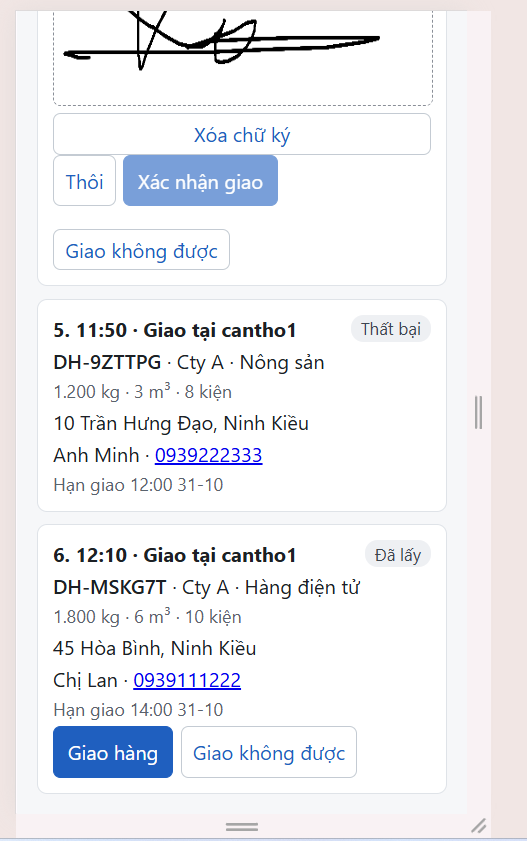 Xóa chữ ký
Thôi
Xác nhận giao
Giao không được
5. 11:50 · Giao tại cantho1
Thất bại
DH-9ZTTPG · Cty A · Nông sản
1.200 kg · 3 m³ · 8 kiện
10 Trần Hưng Đạo, Ninh Kiều
Anh Minh · 0939222333
Hạn giao 12:00 31-10
6. 12:10 · Giao tại cantho1
Đã lấy
DH-MSKG7T · Cty A · Hàng điện tử
1.800 kg · 6 m³ · 10 kiện
45 Hòa Bình, Ninh Kiều
Chị Lan · 0939111222
Hạn giao 14:00 31-10
Giao hàng
Giao không được